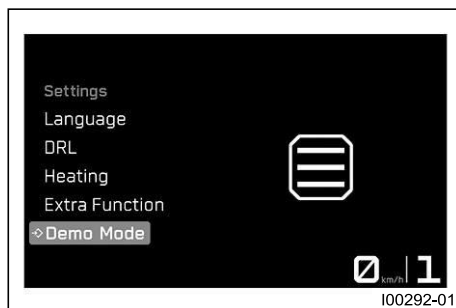 Settings
Language
DRL
Heating
Extra Function
Demo Mode
0 km/h 1
I00292-01